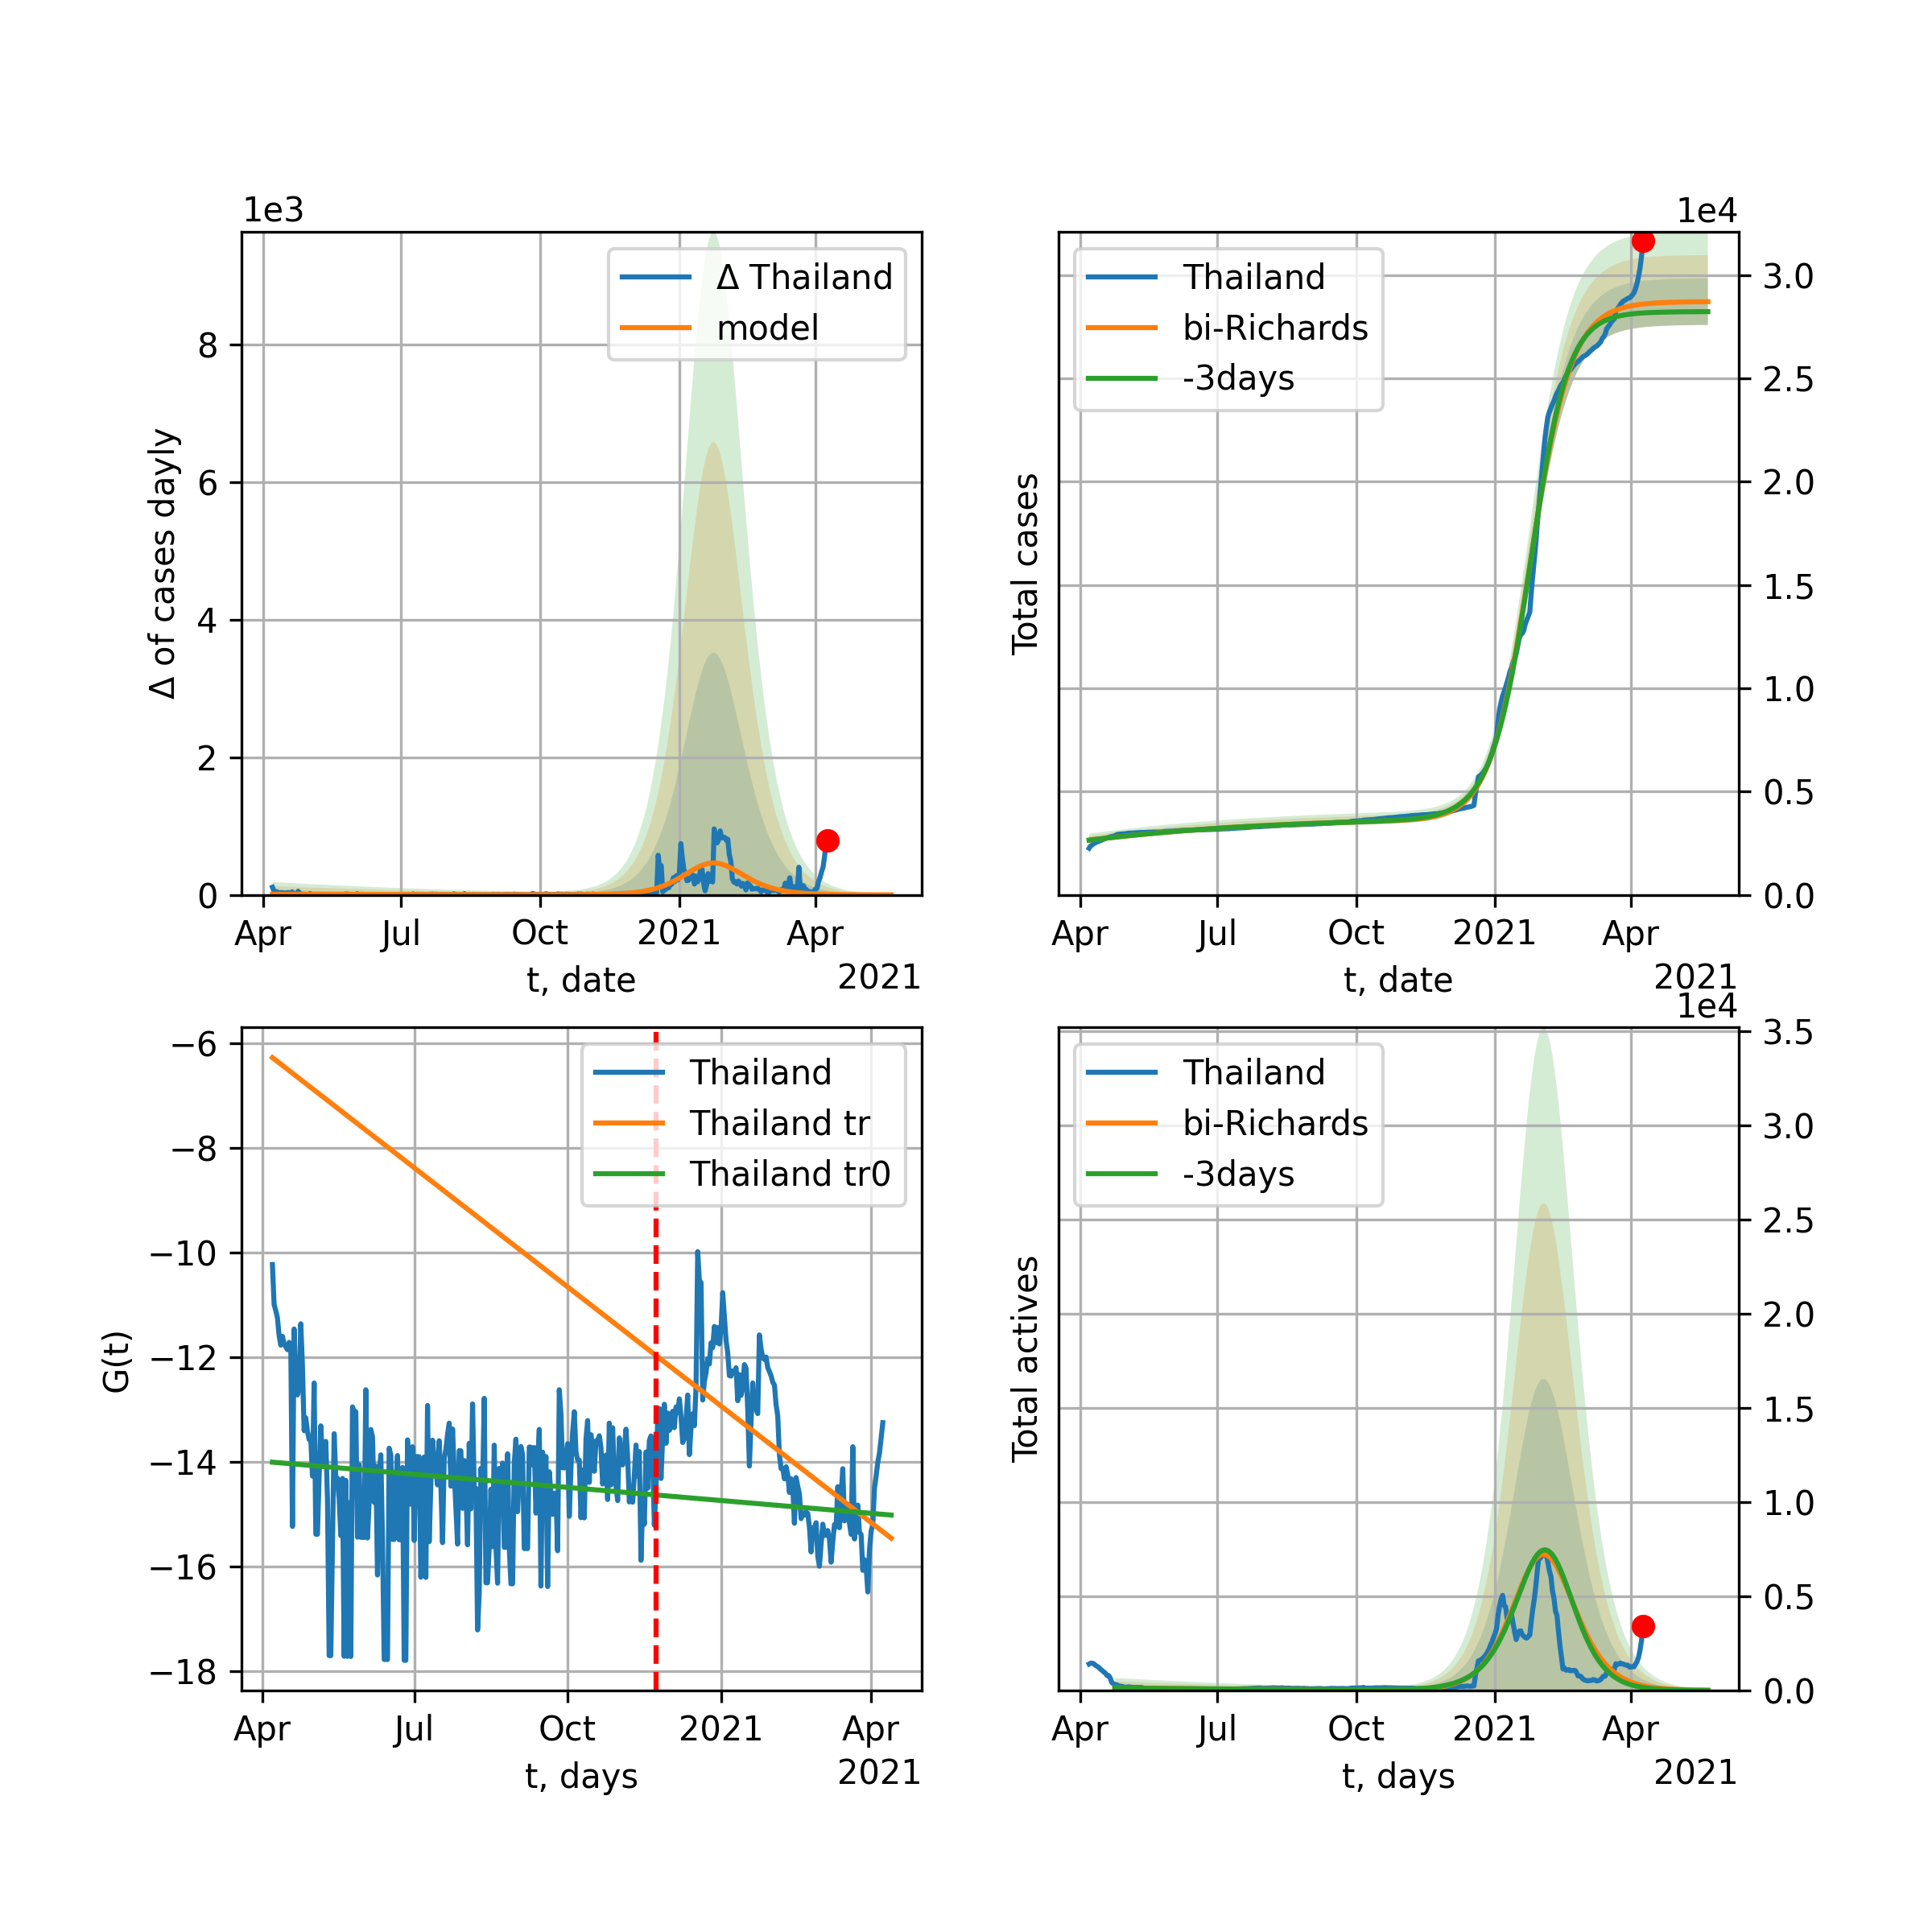 1e3
Δ of cases dayly
8
6
4
2
0
Δ Thailand
model
Apr Jul Oct 2021 Apr
t, date
2021
1e4
Total cases
Thailand
bi-Richards
-3days
3.0
2.5
2.0
1.5
1.0
0.5
0.0
Apr Jul Oct 2021 Apr
t, date
2021
G(t)
−6
−8
−10
−12
−14
−16
−18
Thailand
Thailand tr
Thailand tr0
Apr Jul Oct 2021 Apr
t, days
2021
1e4
Total actives
Thailand
bi-Richards
-3days
3.5
3.0
2.5
2.0
1.5
1.0
0.5
0.0
Apr Jul Oct 2021 Apr
t, days
2021